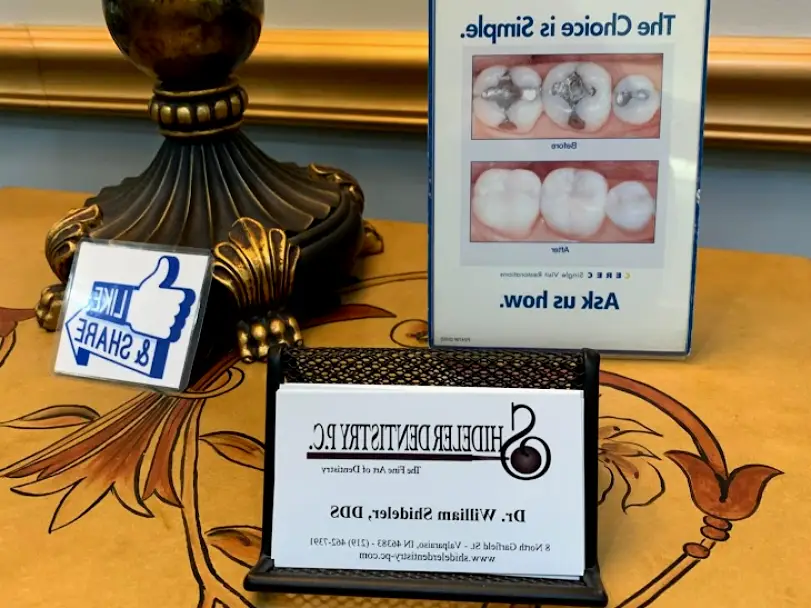 The Choice is Simple.
Before
After
CEREC Single Visit Restorations
Ask us how.
LIKE
& SHARE
SHIDELER DENTISTRY P.C.
The Fine Art of Dentistry
Dr. William Shideler, DDS
8 North Garfield St. - Valparaiso, IN 46383 - (219) 462-7391
www.shidelerdentistry-pc.com